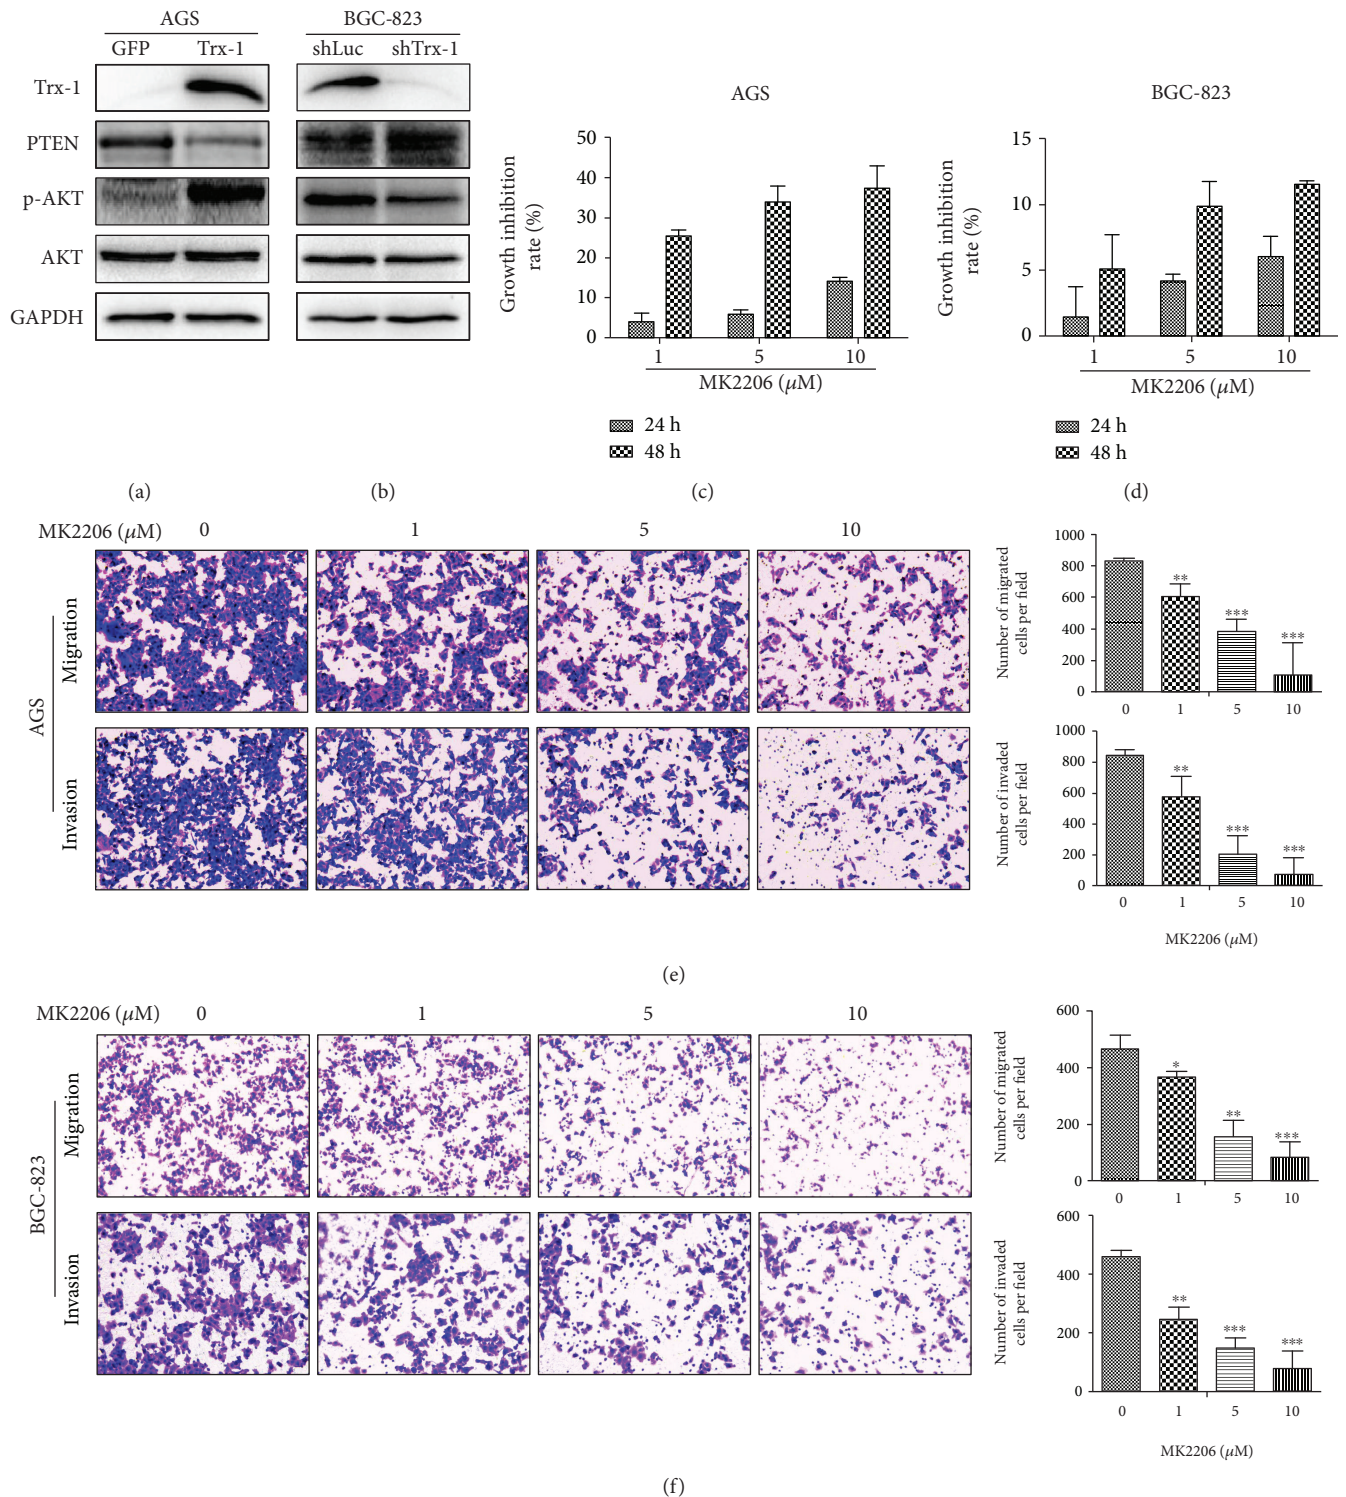 AGS
BGC-823
GFP
Trx-1
shLuc
shTrx-1
Trx-1
PTEN
p-AKT
AKT
GAPDH
AGS
Growth inhibition
rate (%)
50
40
30
20
10
0
1
5
10
MK2206 (μM)
24 h
48 h
BGC-823
Growth inhibition
rate (%)
15
10
5
0
1
5
10
MK2206 (μM)
24 h
48 h
(a)
(b)
(c)
(d)
MK2206 (μM)
0
1
5
10
AGS
Migration
Invasion
Number of migrated
cells per field
1000
800
600
400
200
0
**
***
***
0
1
5
10
Number of invaded
cells per field
1000
800
600
400
200
0
**
***
***
0
1
5
10
MK2206 (μM)
(e)
MK2206 (μM)
0
1
5
10
BGC-823
Migration
Invasion
Number of migrated
cells per field
600
400
200
0
*
**
***
0
1
5
10
Number of invaded
cells per field
600
400
200
0
**
***
***
0
1
5
10
MK2206 (μM)
(f)